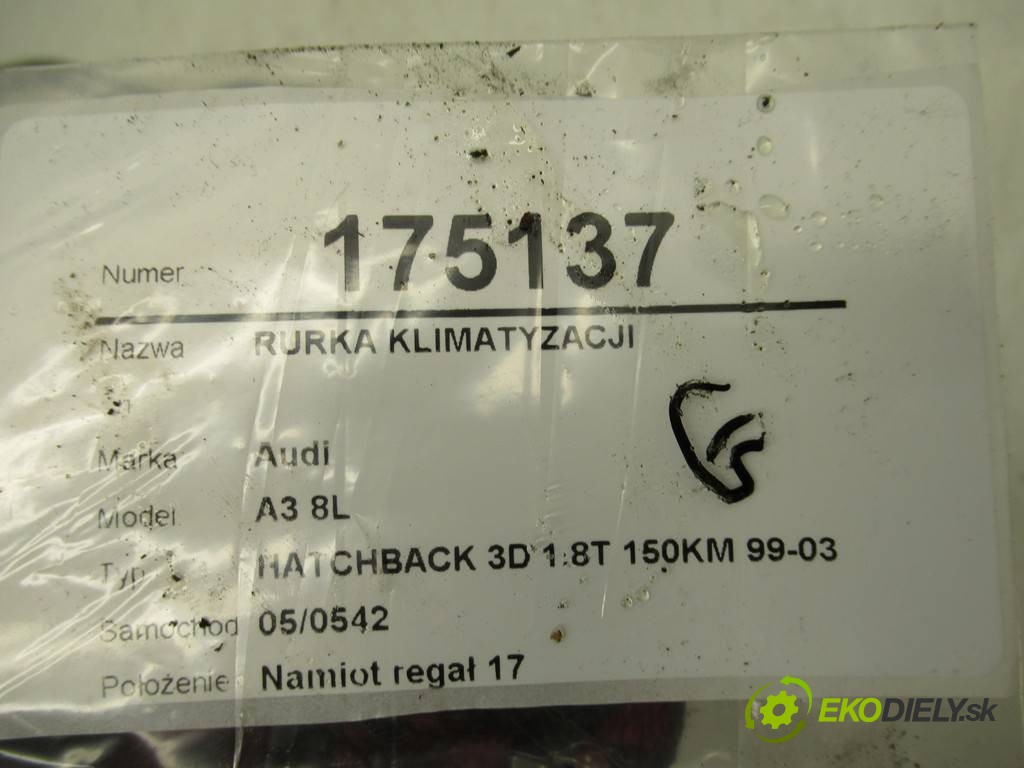 Numer 175137
Nazwa RURKA KLIMATYZACJI
Marka Audi
Model A3 8L
Typ HATCHBACK 3D 1.8T 150KM 99-03
Samochod 05/0542
Położenie Namiot regał 17
EKODIELY.sk